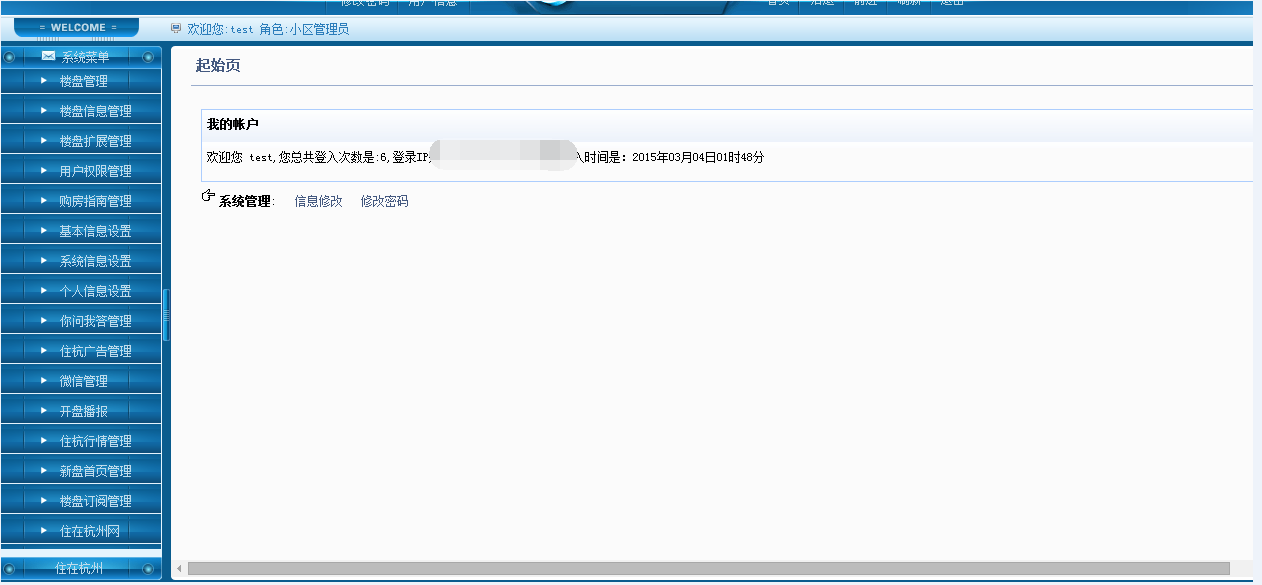 修改密码 用户信息 首页 后退 前进 刷新 退出
= WELCOME =
欢迎您:test 角色:小区管理员
系统菜单
楼盘管理
楼盘信息管理
楼盘扩展管理
用户权限管理
购房指南管理
基本信息设置
系统信息设置
个人信息设置
你问我答管理
住杭广告管理
微信管理
开盘播报
住杭行情管理
新盘首页管理
楼盘订阅管理
住在杭州网
住在杭州
起始页
我的帐户
欢迎您 test,您总共登入次数是:6,登录IP 入时间是：2015年03月04日01时48分
系统管理: 信息修改 修改密码